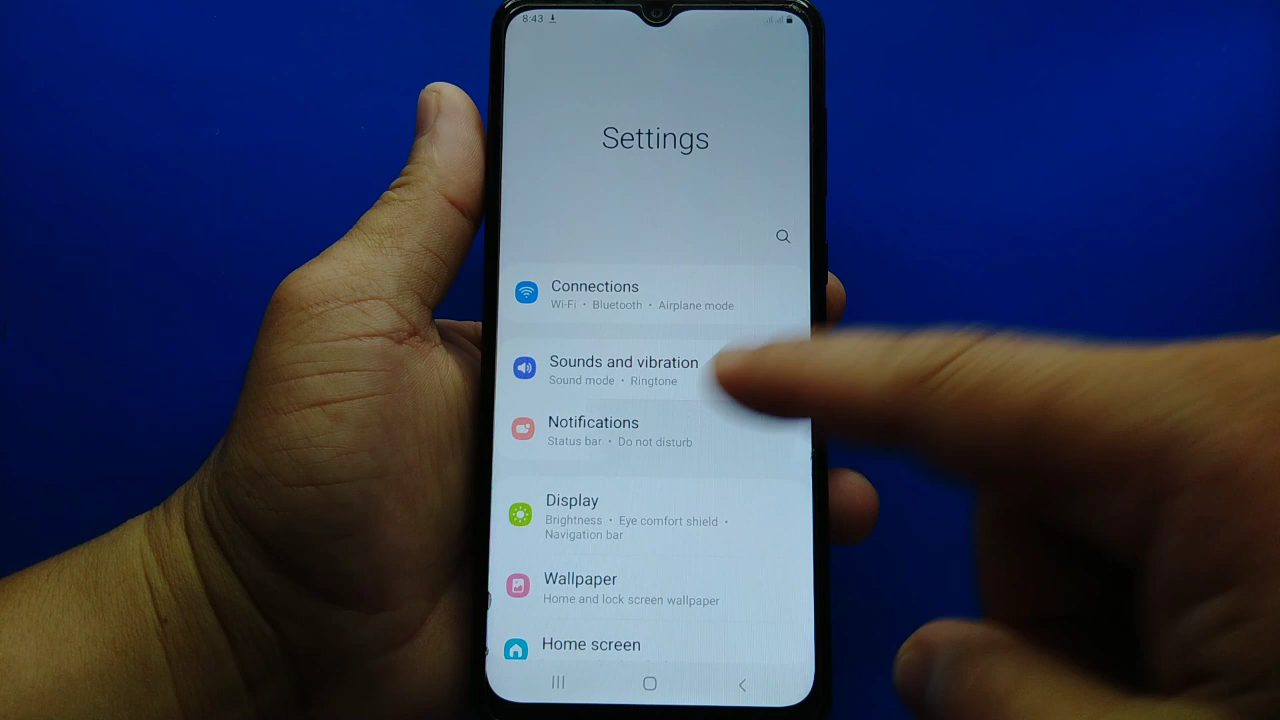 8:43
Settings
Connections
Wi-Fi • Bluetooth • Airplane mode
Sounds and vibration
Sound mode • Ringtone
Notifications
Status bar • Do not disturb
Display
Brightness • Eye comfort shield •
Navigation bar
Wallpaper
Home and lock screen wallpaper
Home screen